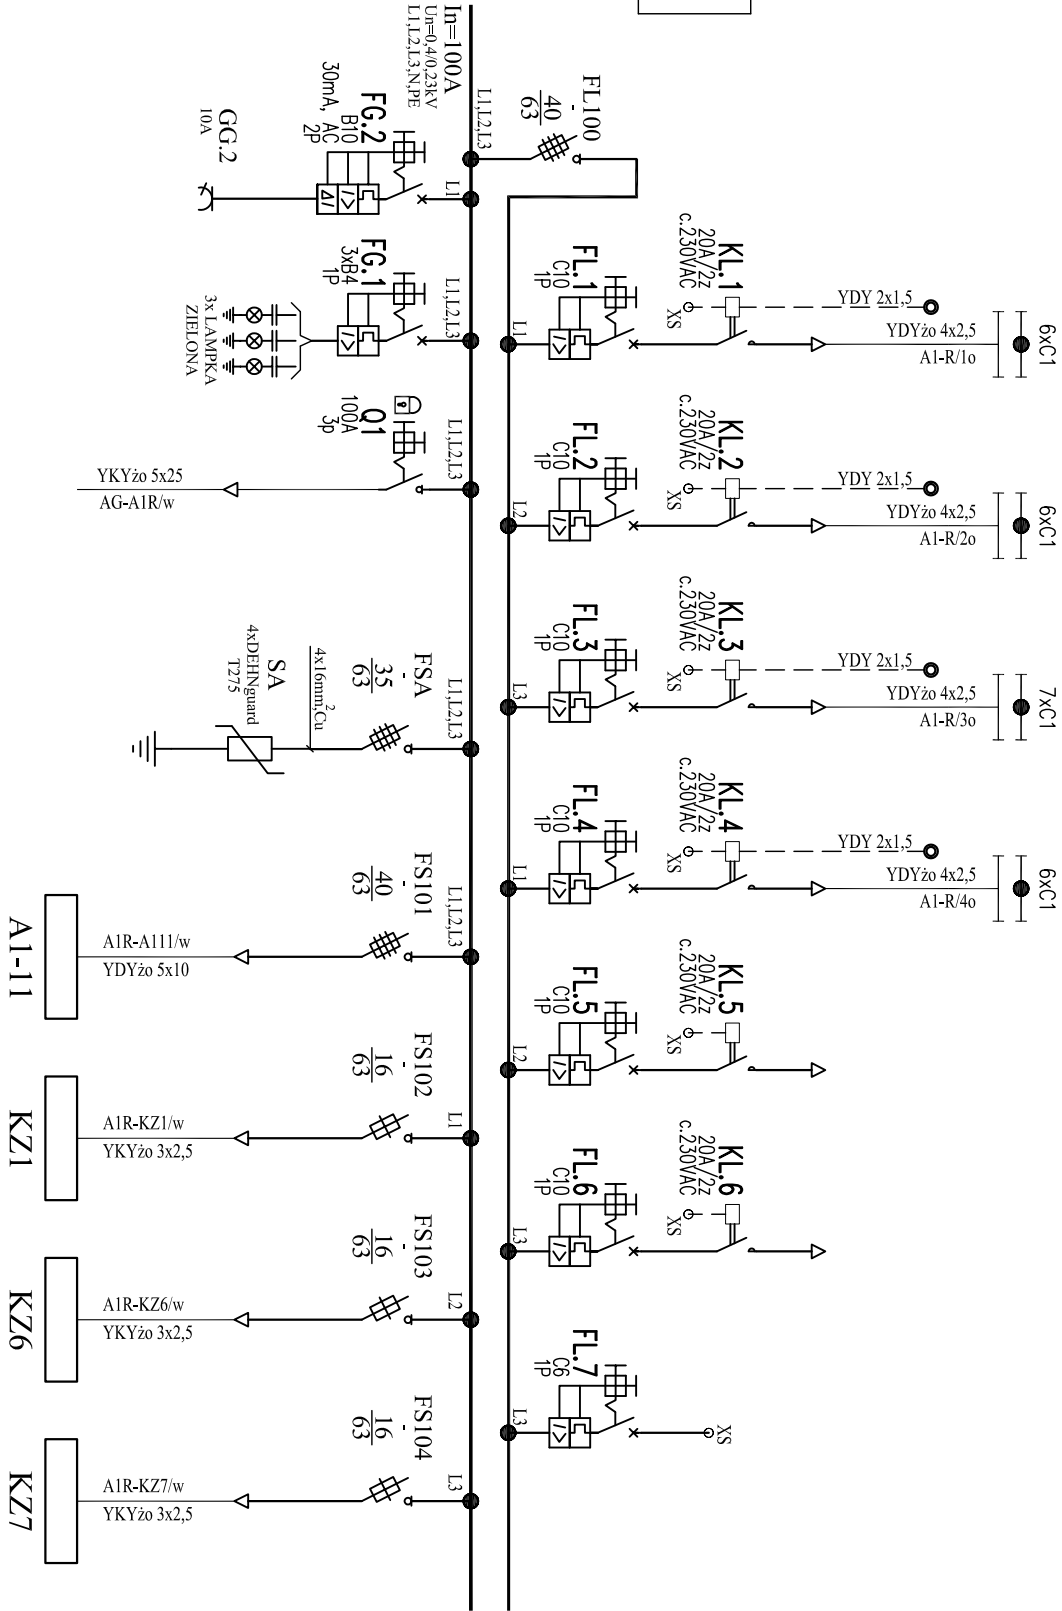 In=100A
Un=0,4/0,23kV
L1,L2,L3,N,PE
L1,L2,L3
FL100
-
40
63
FG.2
B10
30mA, AC
2P
L1
GG.2
10A
FG.1
3xB4
1P
L1,L2,L3
3x LAMPKA
ZIELONA
Q1
100A
3p
L1,L2,L3
YKYżo 5x25
AG-A1R/w
FSA
-
35
63
L1,L2,L3
4x16mm²Cu
SA
4xDEHNguard
T275
FS101
-
40
63
L1,L2,L3
A1R-A111/w
YDYżo 5x10
A1-11
FS102
-
16
63
L1
A1R-KZ1/w
YKYżo 3x2,5
KZ1
FS103
-
16
63
L2
A1R-KZ6/w
YKYżo 3x2,5
KZ6
FS104
-
16
63
L3
A1R-KZ7/w
YKYżo 3x2,5
KZ7
6xC1
YDY 2x1,5
YDYżo 4x2,5
A1-R/1o
KL.1
20A/2z
c.230VAC
XS
FL.1
C10
1P
L1
6xC1
YDY 2x1,5
YDYżo 4x2,5
A1-R/2o
KL.2
20A/2z
c.230VAC
XS
FL.2
C10
1P
L2
7xC1
YDY 2x1,5
YDYżo 4x2,5
A1-R/3o
KL.3
20A/2z
c.230VAC
XS
FL.3
C10
1P
L3
6xC1
YDY 2x1,5
YDYżo 4x2,5
A1-R/4o
KL.4
20A/2z
c.230VAC
XS
FL.4
C10
1P
L1
KL.5
20A/2z
c.230VAC
XS
FL.5
C10
1P
L2
KL.6
20A/2z
c.230VAC
XS
FL.6
C10
1P
L3
XS
FL.7
C6
1P
L3